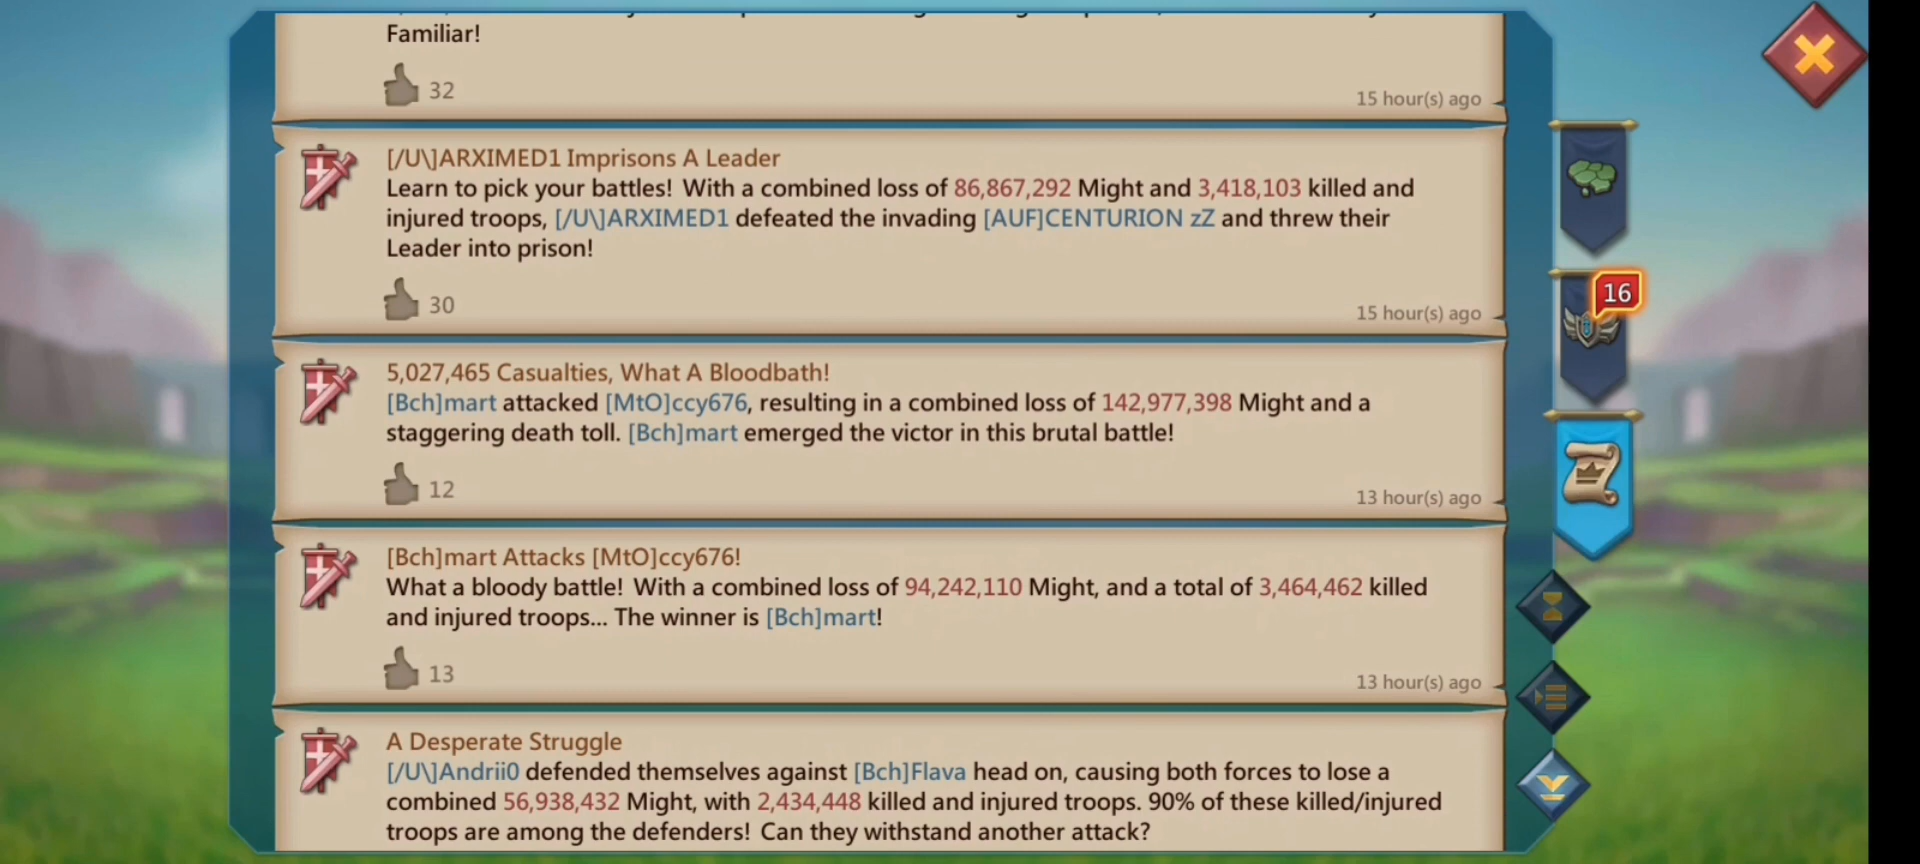 Familiar!
32
15 hour(s) ago
[/U\]ARXIMED1 Imprisons A Leader
Learn to pick your battles! With a combined loss of 86,867,292 Might and 3,418,103 killed and
injured troops, [/U\]ARXIMED1 defeated the invading [AUF]CENTURION zZ and threw their
Leader into prison!
30
15 hour(s) ago
16
5,027,465 Casualties, What A Bloodbath!
[Bch]mart attacked [MtO]ccy676, resulting in a combined loss of 142,977,398 Might and a
staggering death toll. [Bch]mart emerged the victor in this brutal battle!
12
13 hour(s) ago
[Bch]mart Attacks [MtO]ccy676!
What a bloody battle! With a combined loss of 94,242,110 Might, and a total of 3,464,462 killed
and injured troops... The winner is [Bch]mart!
13
13 hour(s) ago
A Desperate Struggle
[/U\]Andrii0 defended themselves against [Bch]Flava head on, causing both forces to lose a
combined 56,938,432 Might, with 2,434,448 killed and injured troops. 90% of these killed/injured
troops are among the defenders! Can they withstand another attack?